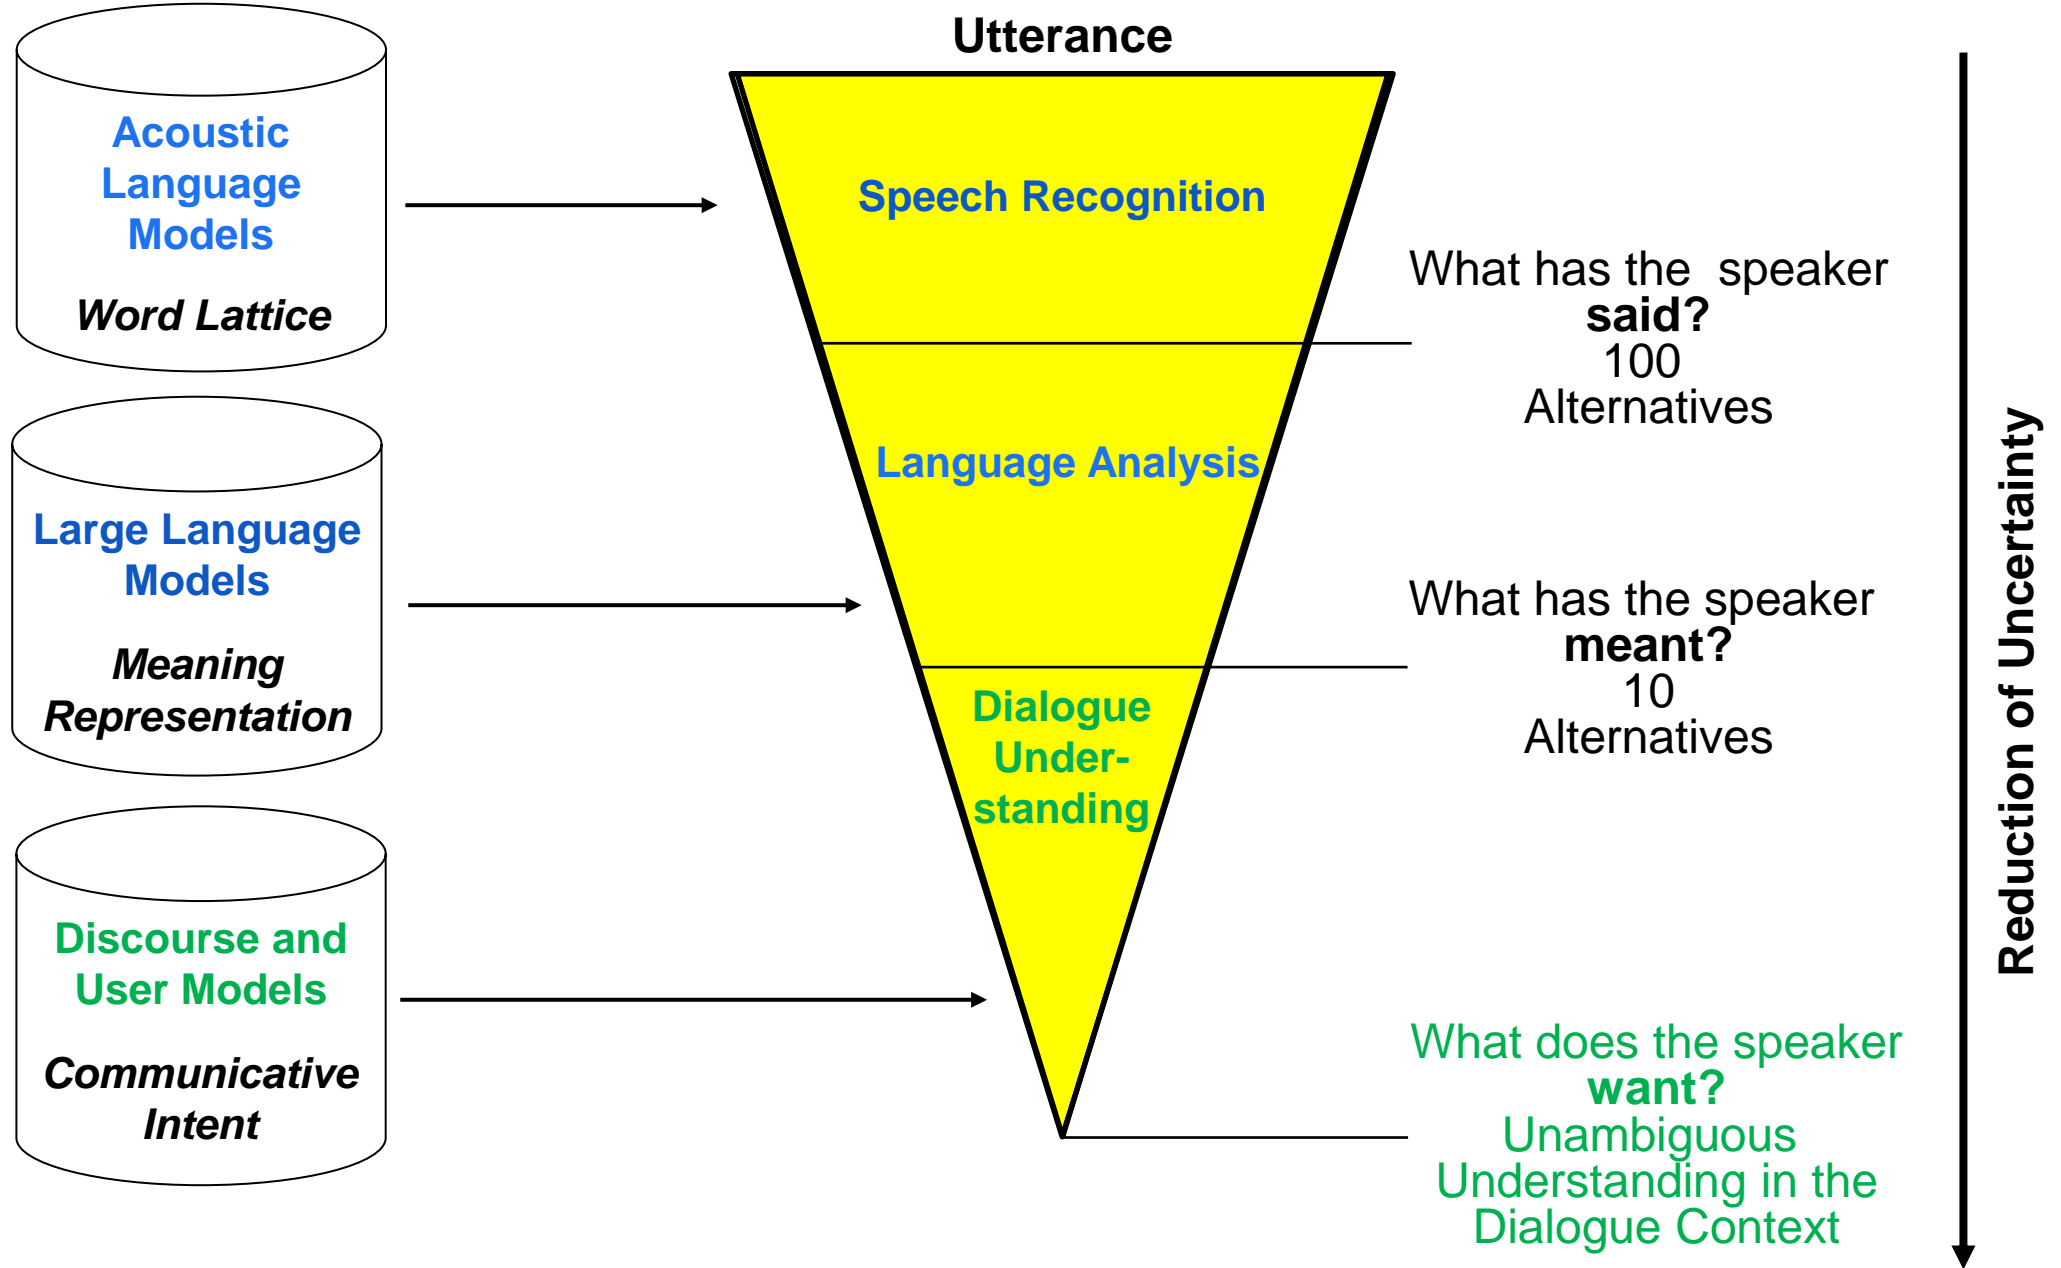 Utterance
Acoustic
Language
Models
Word Lattice
Speech Recognition
What has the speaker
said?
100
Alternatives
Large Language
Models
Meaning
Representation
Language Analysis
What has the speaker
meant?
10
Alternatives
Discourse and
User Models
Communicative
Intent
Dialogue
Under-
standing
What does the speaker
want?
Unambiguous
Understanding in the
Dialogue Context
Reduction of Uncertainty